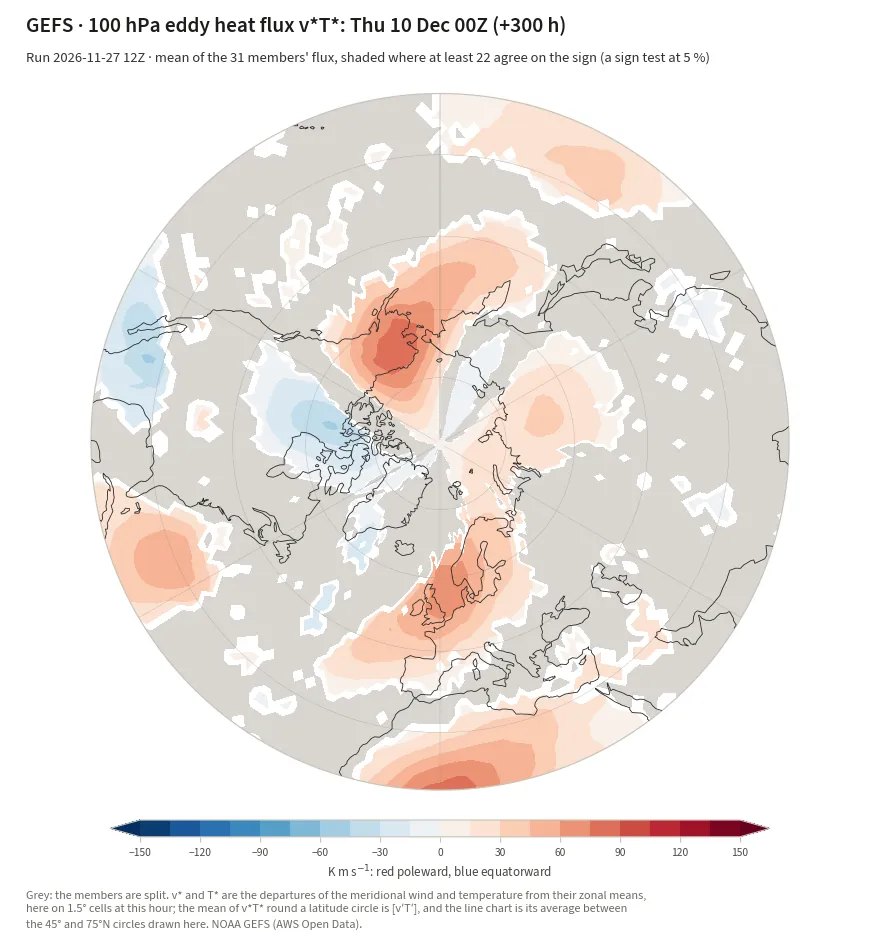 GEFS · 100 hPa eddy heat flux v*T*: Thu 10 Dec 00Z (+300 h)
Run 2026-11-27 12Z · mean of the 31 members' flux, shaded where at least 22 agree on the sign (a sign test at 5 %)
−150 −120 −90 −60 −30 0 30 60 90 120 150
K m s⁻¹: red poleward, blue equatorward
Grey: the members are split. v* and T* are the departures of the meridional wind and temperature from their zonal means,
here on 1.5° cells at this hour; the mean of v*T* round a latitude circle is [v'T'], and the line chart is its average between
the 45° and 75°N circles drawn here. NOAA GEFS (AWS Open Data).